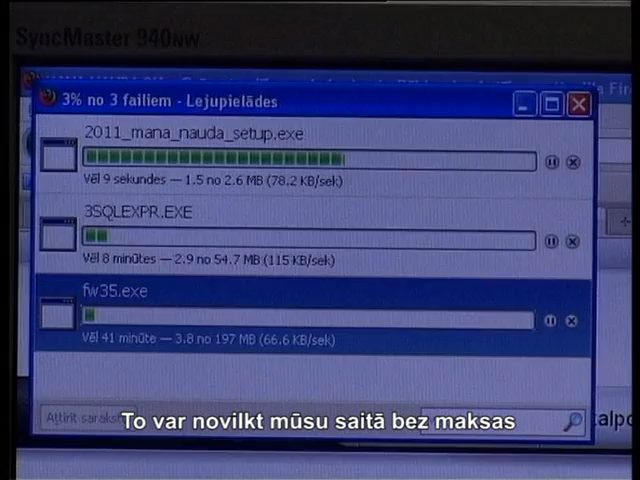 SyncMaster 940NW
3% no 3 failiem - Lejupielādes
2011_mana_nauda_setup.exe
Vēl 9 sekundes — 1.5 no 2.6 MB (78.2 KB/sek)
3SQLEXPR.EXE
Vēl 8 minūtes — 2.9 no 54.7 MB (115 KB/sek)
fw35.exe
Vēl 41 minūte — 3.8 no 197 MB (66.6 KB/sek)
Attīrīt
To var novilkt mūsu saitā bez maksas